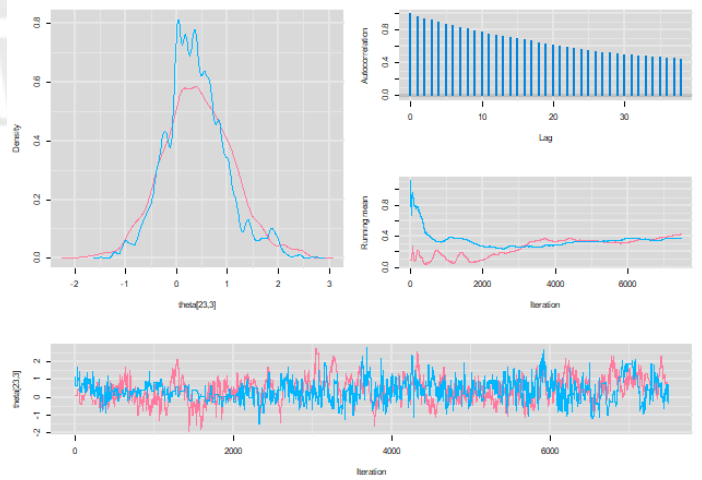 Density
0.0 0.2 0.4 0.6 0.8
-2 -1 0 1 2 3
theta[23,3]
Autocorrelation
0.0 0.4 0.8
0 10 20 30
Lag
Running mean
0.0 0.4 0.8
0 2000 4000 6000
Iteration
theta[23,3]
-2 -1 0 1 2
0 2000 4000 6000
Iteration